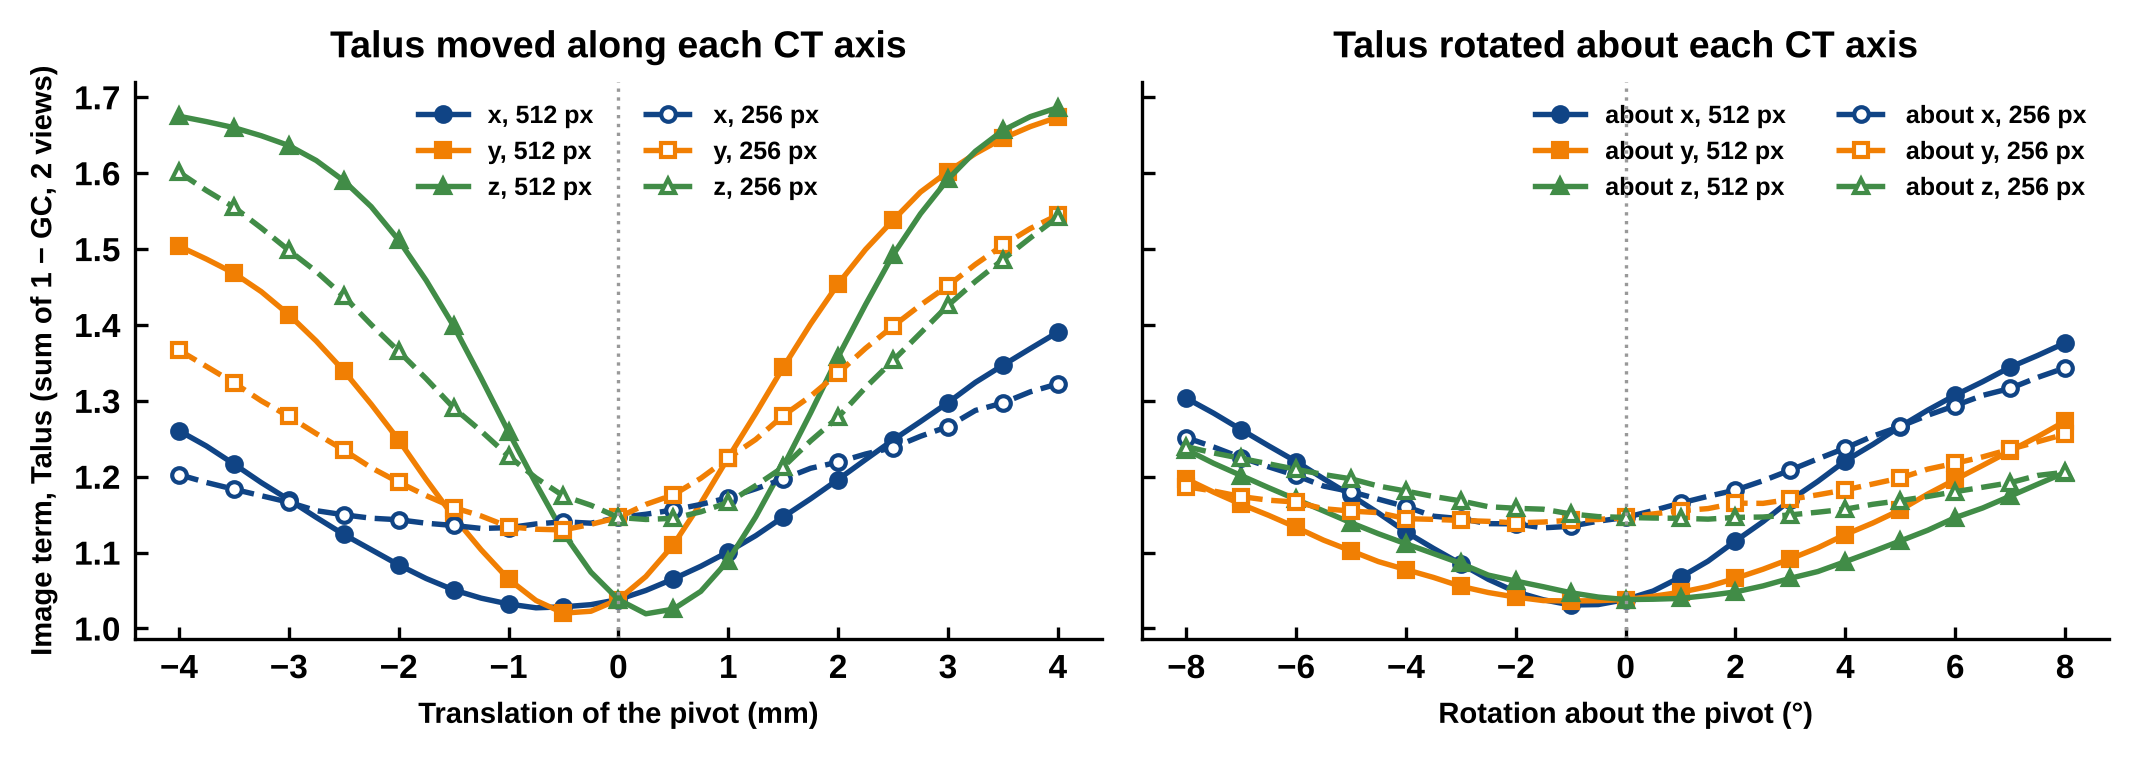 Talus moved along each CT axis
Image term, Talus (sum of 1 – GC, 2 views)
1.7
1.6
1.5
1.4
1.3
1.2
1.1
1.0
x, 512 px
x, 256 px
y, 512 px
y, 256 px
z, 512 px
z, 256 px
−4
−3
−2
−1
0
1
2
3
4
Translation of the pivot (mm)
Talus rotated about each CT axis
about x, 512 px
about x, 256 px
about y, 512 px
about y, 256 px
about z, 512 px
about z, 256 px
−8
−6
−4
−2
0
2
4
6
8
Rotation about the pivot (°)